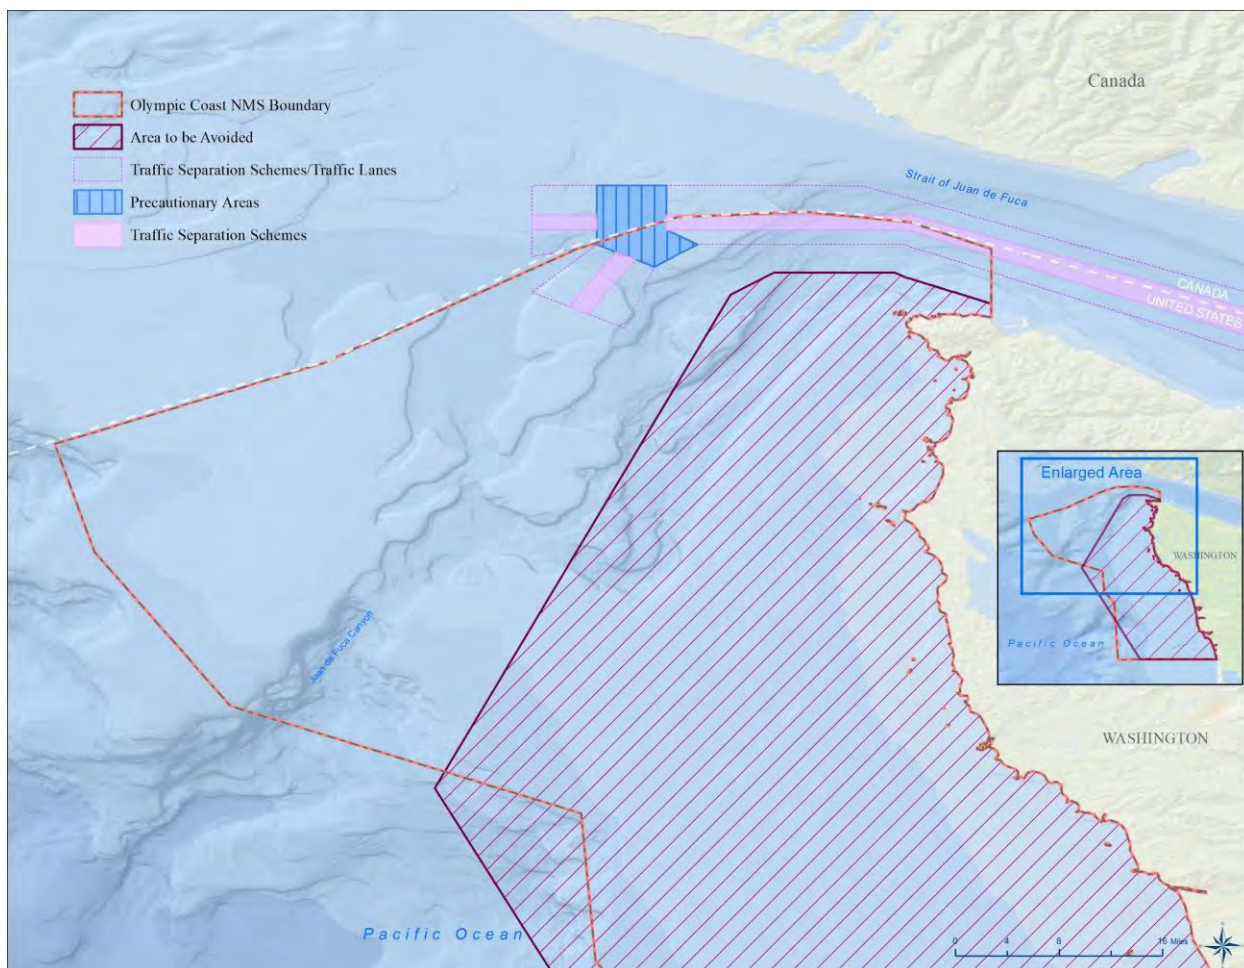 Canada
Olympic Coast NMS Boundary
Area to be Avoided
Traffic Separation Schemes/Traffic Lanes
Precautionary Areas
Traffic Separation Schemes
Strait of Juan de Fuca
CANADA
UNITED STATES
Enlarged Area
WASHINGTON
Pacific Ocean
Juan de Fuca Canyon
WASHINGTON
Pacific Ocean
0 4 8 16 Miles
N